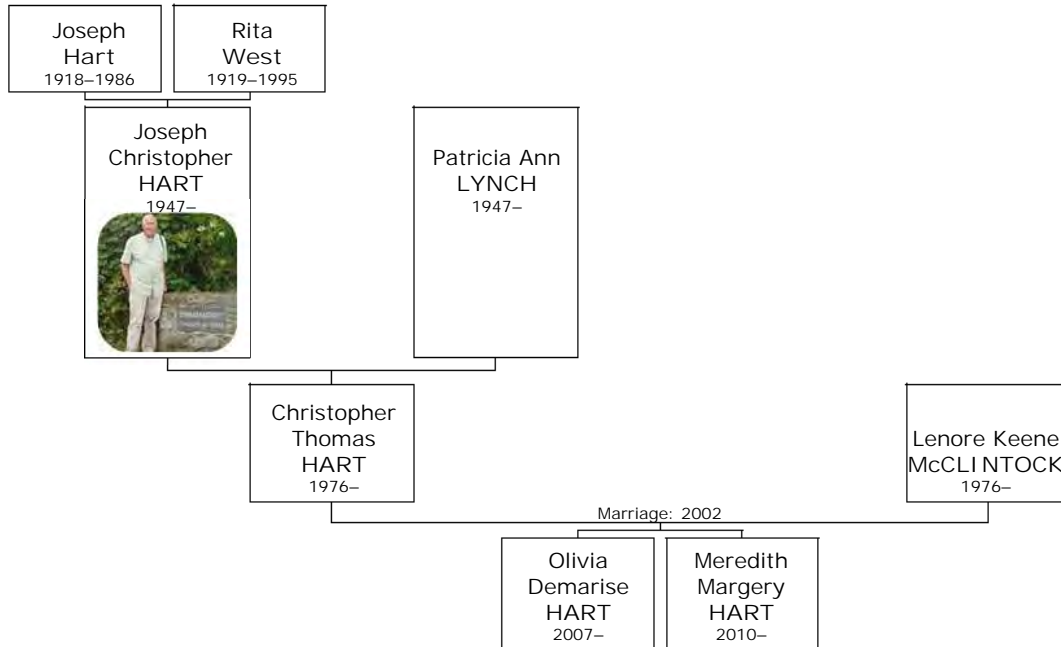 Joseph
Hart
1918–1986
Rita
West
1919–1995
Joseph
Christopher
HART
1947–
Patricia Ann
LYNCH
1947–
Christopher
Thomas
HART
1976–
Lenore Keene
McCLINTOCK
1976–
Marriage: 2002
Olivia
Demarise
HART
2007–
Meredith
Margery
HART
2010–